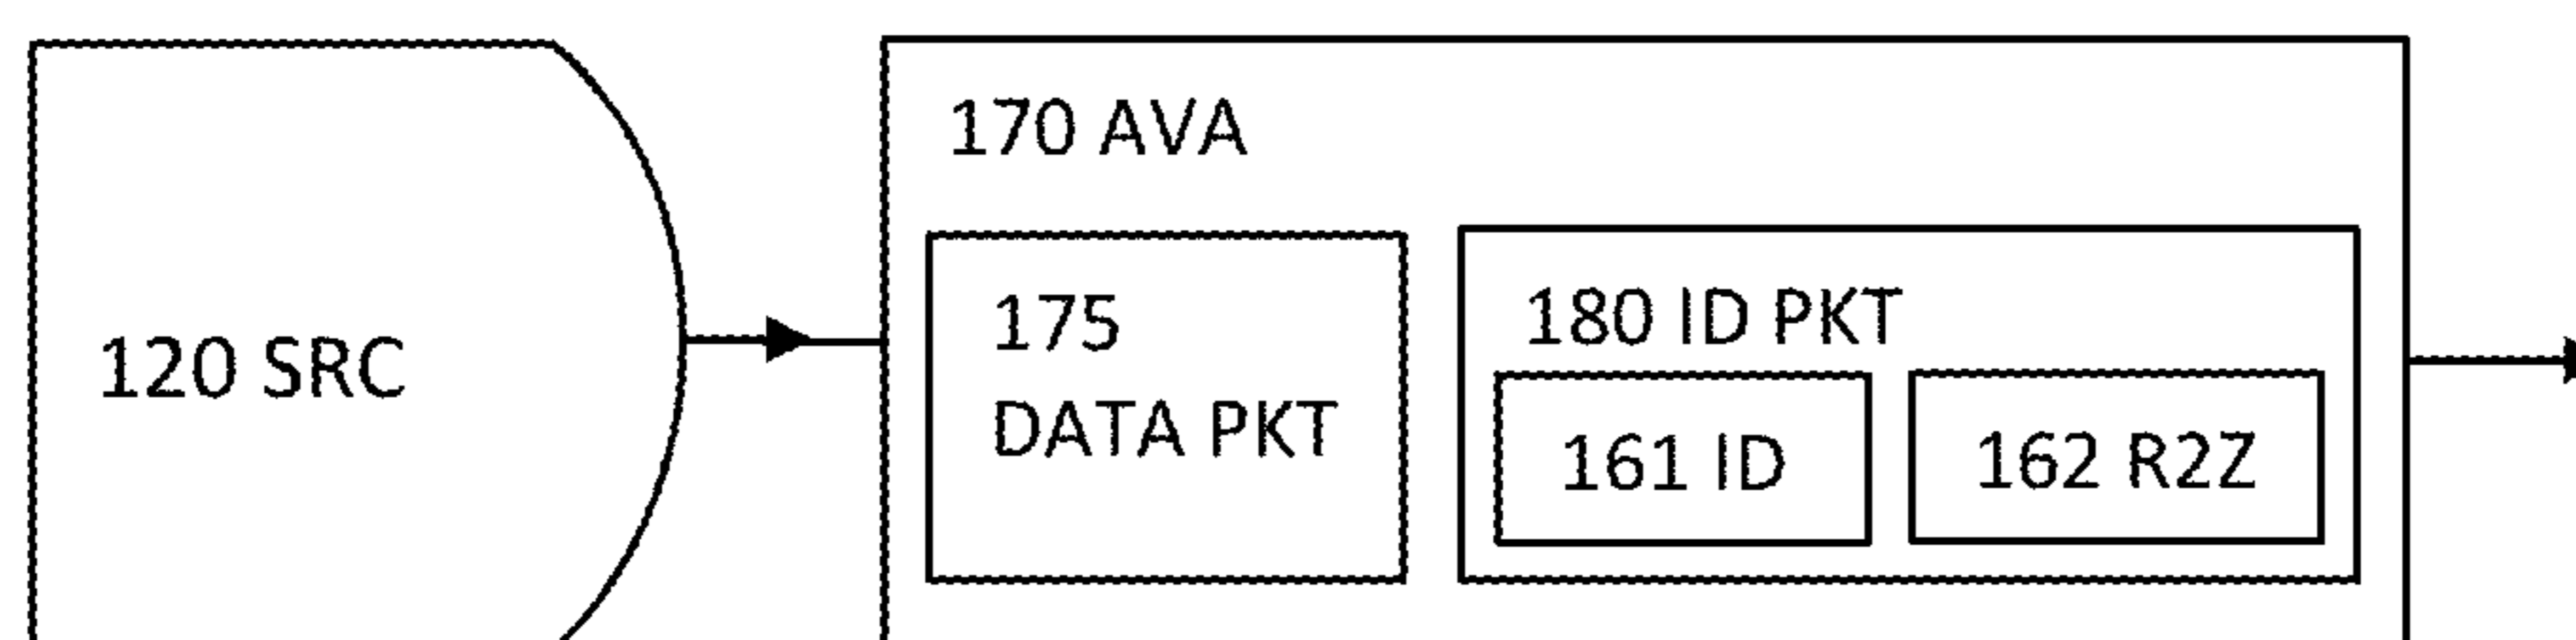 120 SRC
170 AVA
175
DATA PKT
180 ID PKT
161 ID
162 R2Z